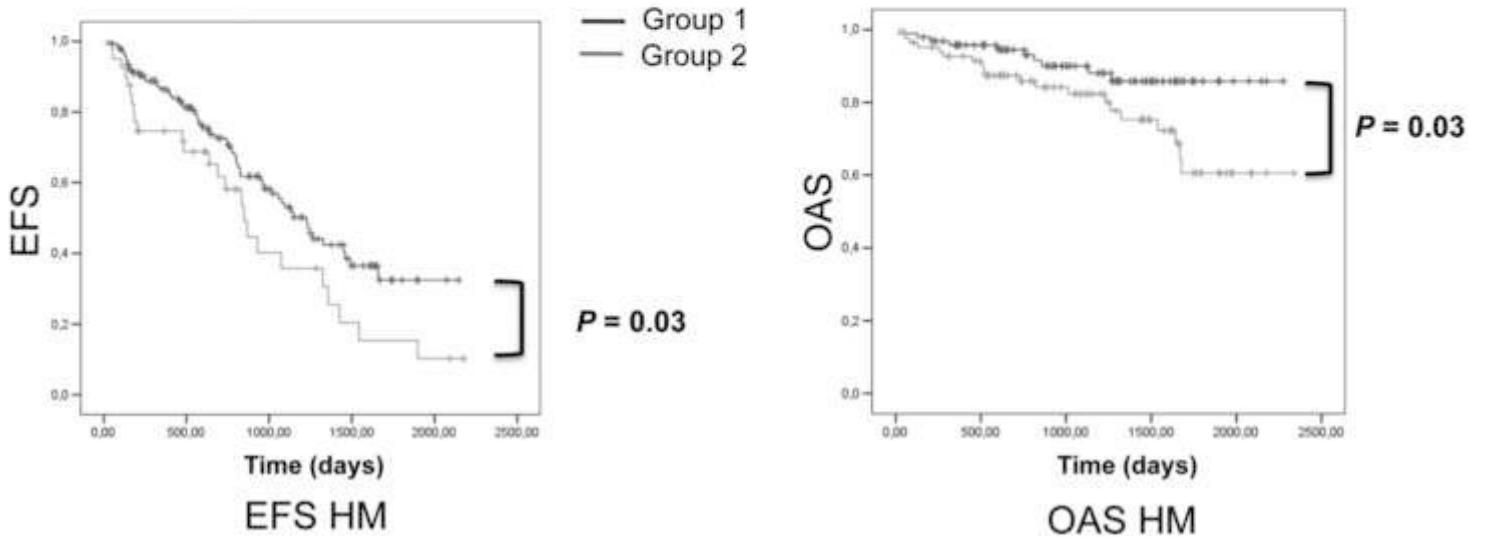 Group 1
Group 2
1,0
0,8
0,6
0,4
0,2
0,0
EFS
P = 0.03
0,00 500,00 1000,00 1500,00 2000,00 2500,00
Time (days)
EFS HM
1,0
0,8
0,6
0,4
0,2
0,0
OAS
P = 0.03
0,00 500,00 1000,00 1500,00 2000,00 2500,00
Time (days)
OAS HM